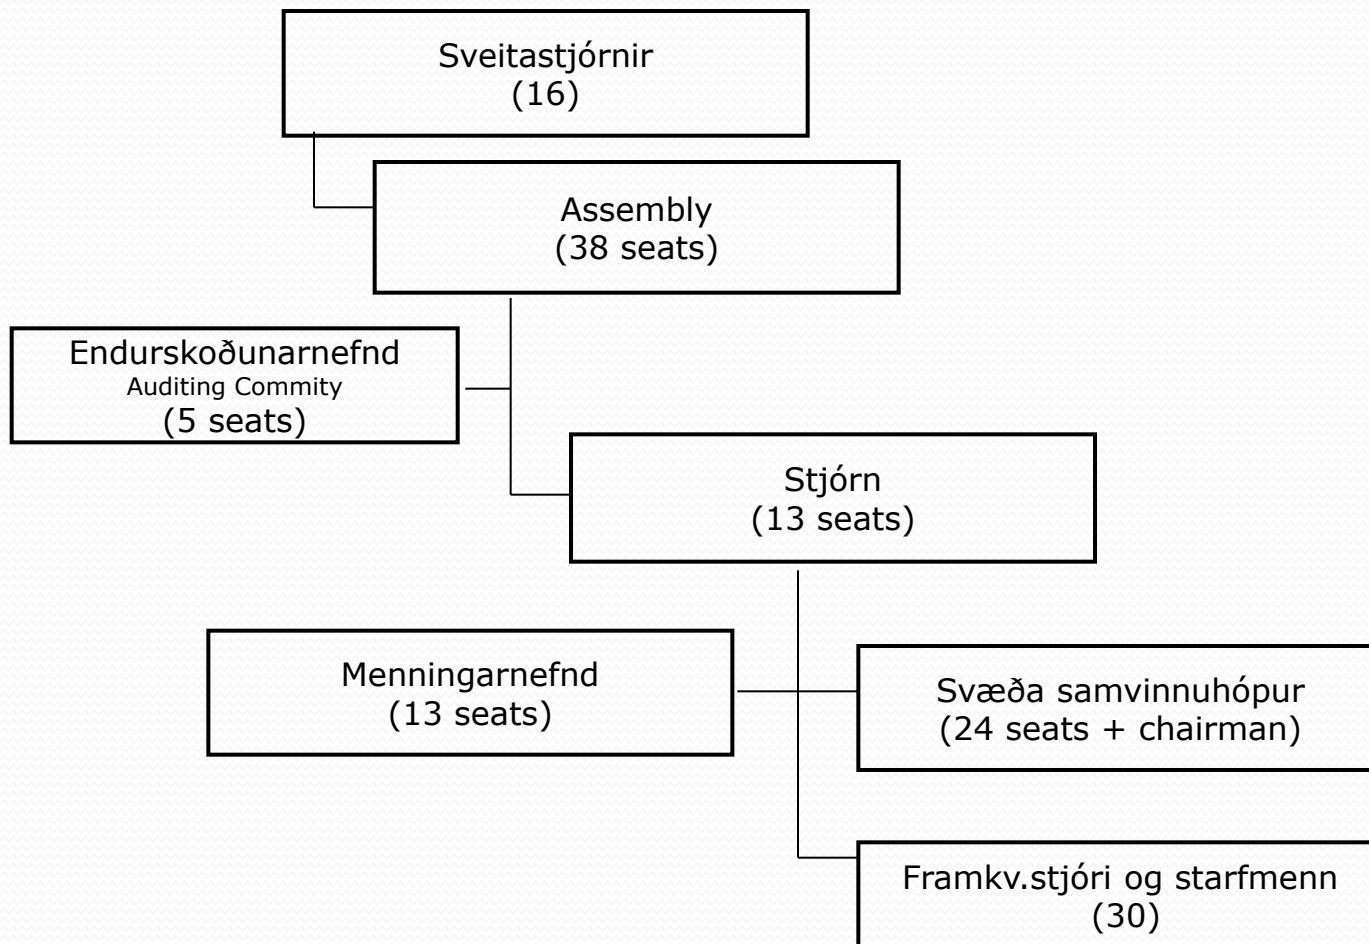 Sveitastjórnir
(16)
Assembly
(38 seats)
Endurskoðunarnefnd
Auditing Commity
(5 seats)
Stjórn
(13 seats)
Menningarnefnd
(13 seats)
Svæða samvinnuhópur
(24 seats + chairman)
Framkv.stjóri og starfmenn
(30)